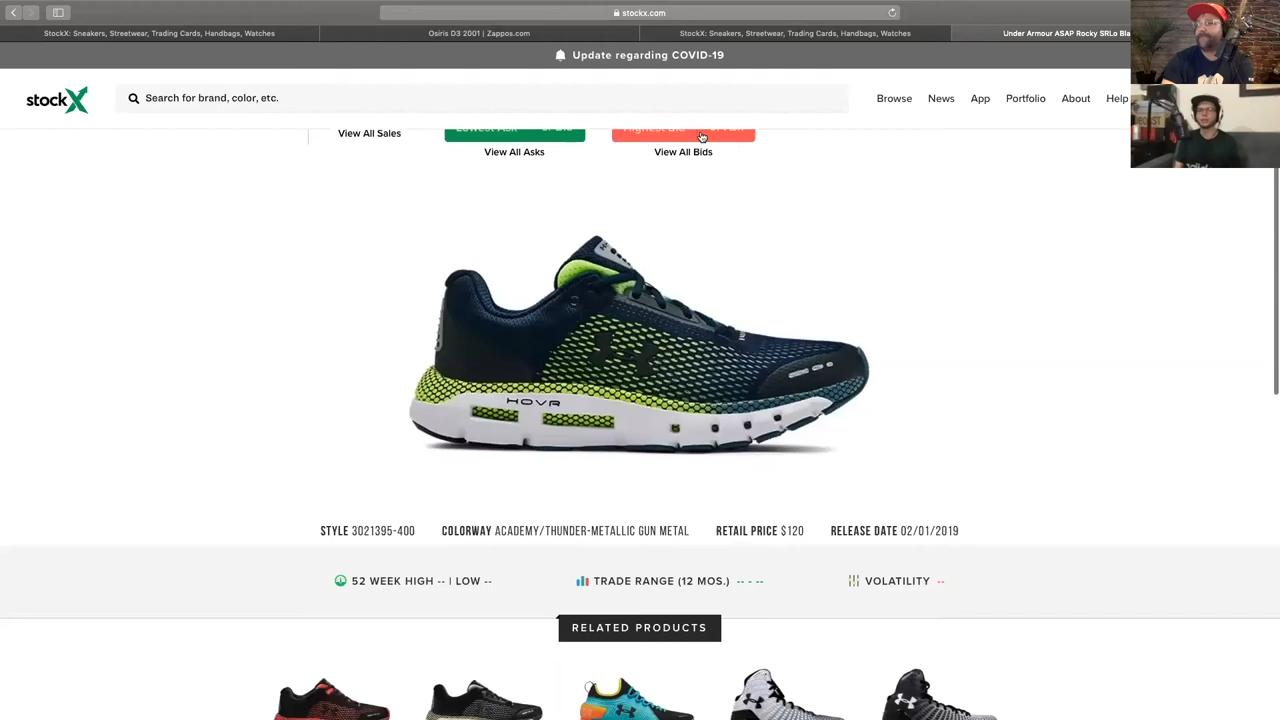 stockx.com
StockX: Sneakers, Streetwear, Trading Cards, Handbags, Watches
Osiris D3 2001 | Zappos.com
StockX: Sneakers, Streetwear, Trading Cards, Handbags, Watches
Under Armour ASAP Rocky SRLo Bla
Update regarding COVID-19
stockX
Search for brand, color, etc.
Browse
News
App
Portfolio
About
Help
View All Sales
View All Asks
View All Bids
HOVR
STYLE 3021395-400
COLORWAY ACADEMY/THUNDER-METALLIC GUN METAL
RETAIL PRICE $120
RELEASE DATE 02/01/2019
52 WEEK HIGH -- | LOW --
TRADE RANGE (12 MOS.) -- - --
VOLATILITY --
RELATED PRODUCTS